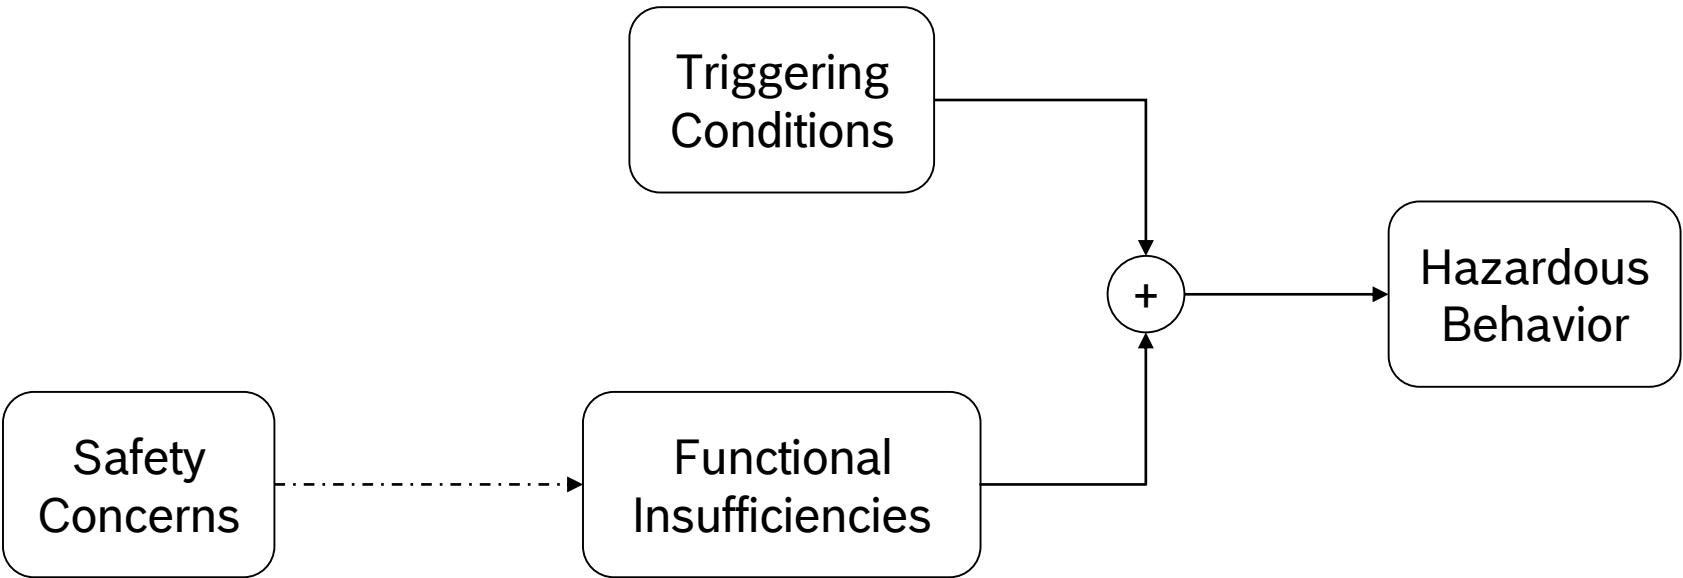 Triggering
Conditions
Hazardous
Behavior
+
Safety
Concerns
Functional
Insufficiencies